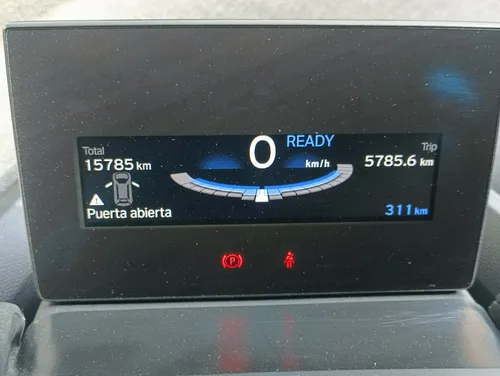 READY
Total
0
Trip
15785 km
km/h
5785.6 km
Puerta abierta
311 km
P